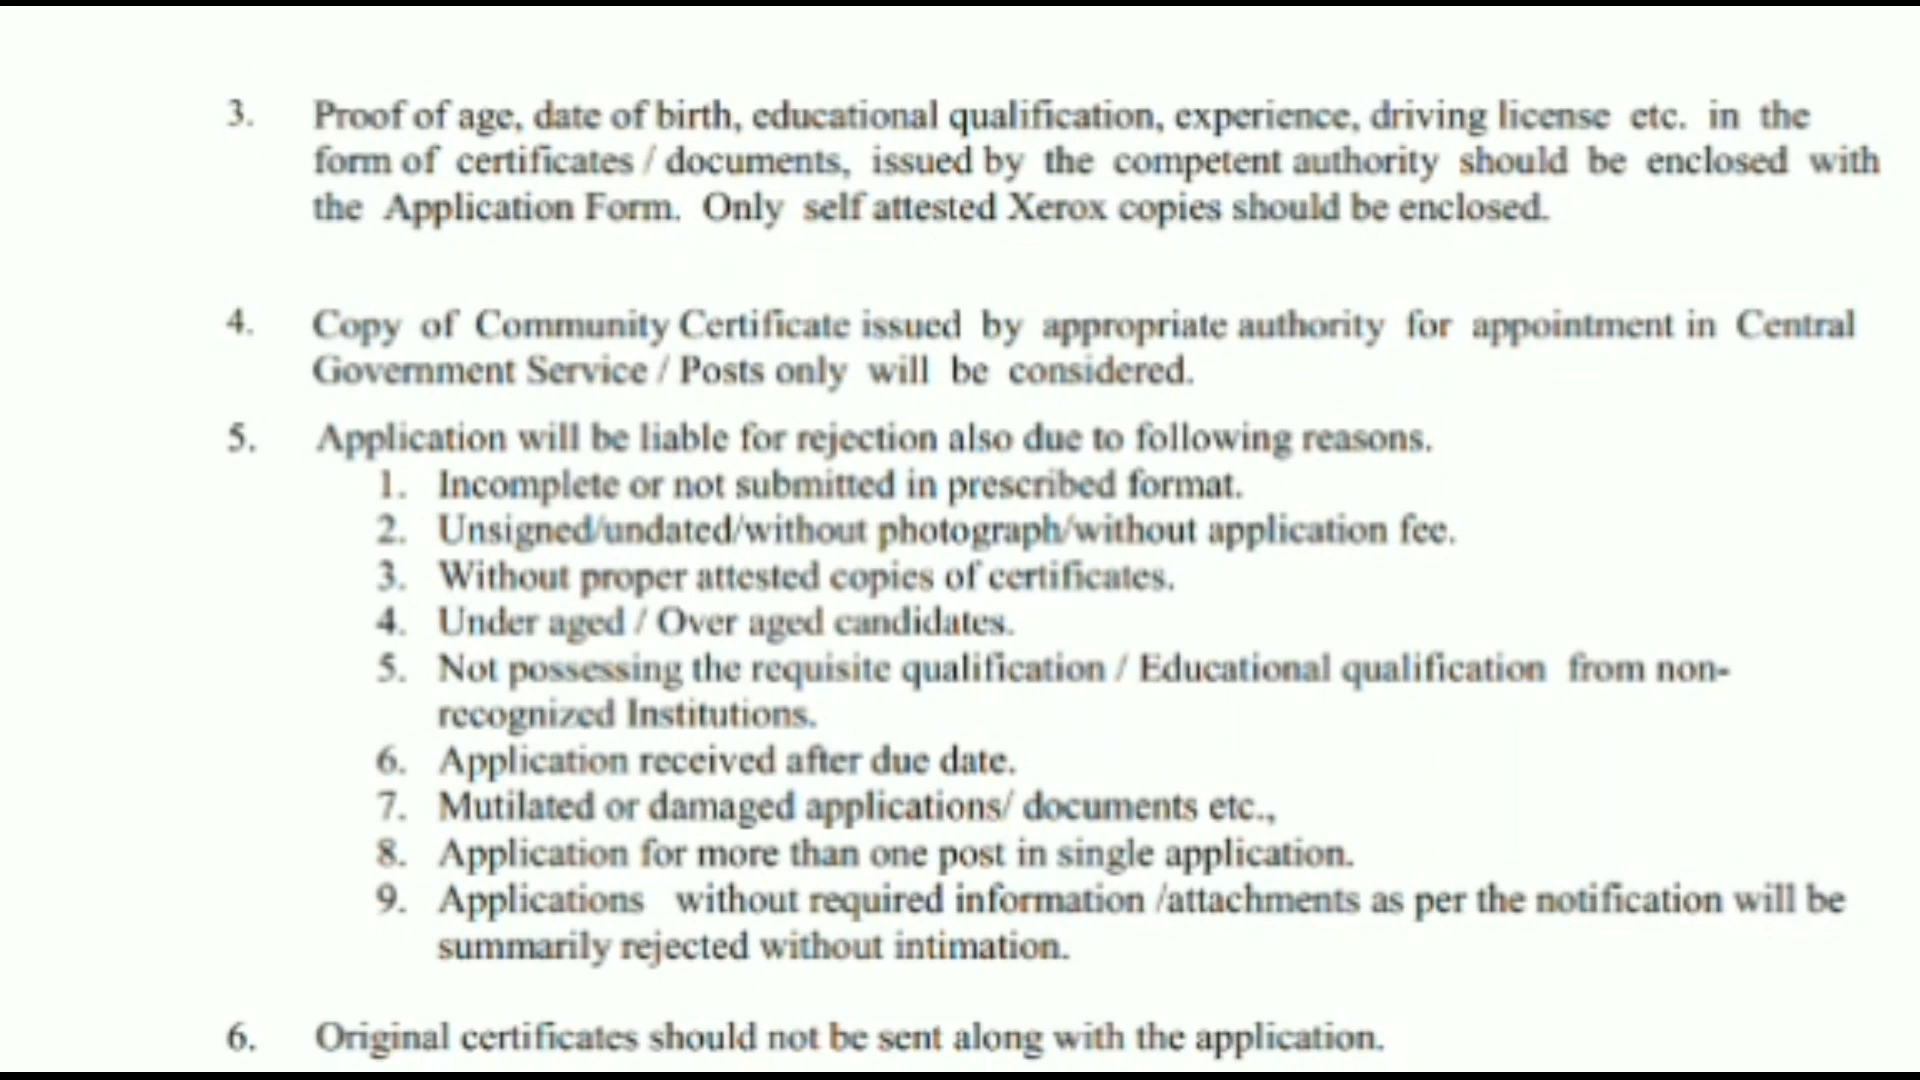 3. Proof of age, date of birth, educational qualification, experience, driving license etc. in the
form of certificates / documents, issued by the competent authority should be enclosed with
the Application Form. Only self attested Xerox copies should be enclosed.
4. Copy of Community Certificate issued by appropriate authority for appointment in Central
Government Service / Posts only will be considered.
5. Application will be liable for rejection also due to following reasons.
1. Incomplete or not submitted in prescribed format.
2. Unsigned/undated/without photograph/without application fee.
3. Without proper attested copies of certificates.
4. Under aged / Over aged candidates.
5. Not possessing the requisite qualification / Educational qualification from non-
recognized Institutions.
6. Application received after due date.
7. Mutilated or damaged applications/ documents etc.,
8. Application for more than one post in single application.
9. Applications without required information /attachments as per the notification will be
summarily rejected without intimation.
6. Original certificates should not be sent along with the application.